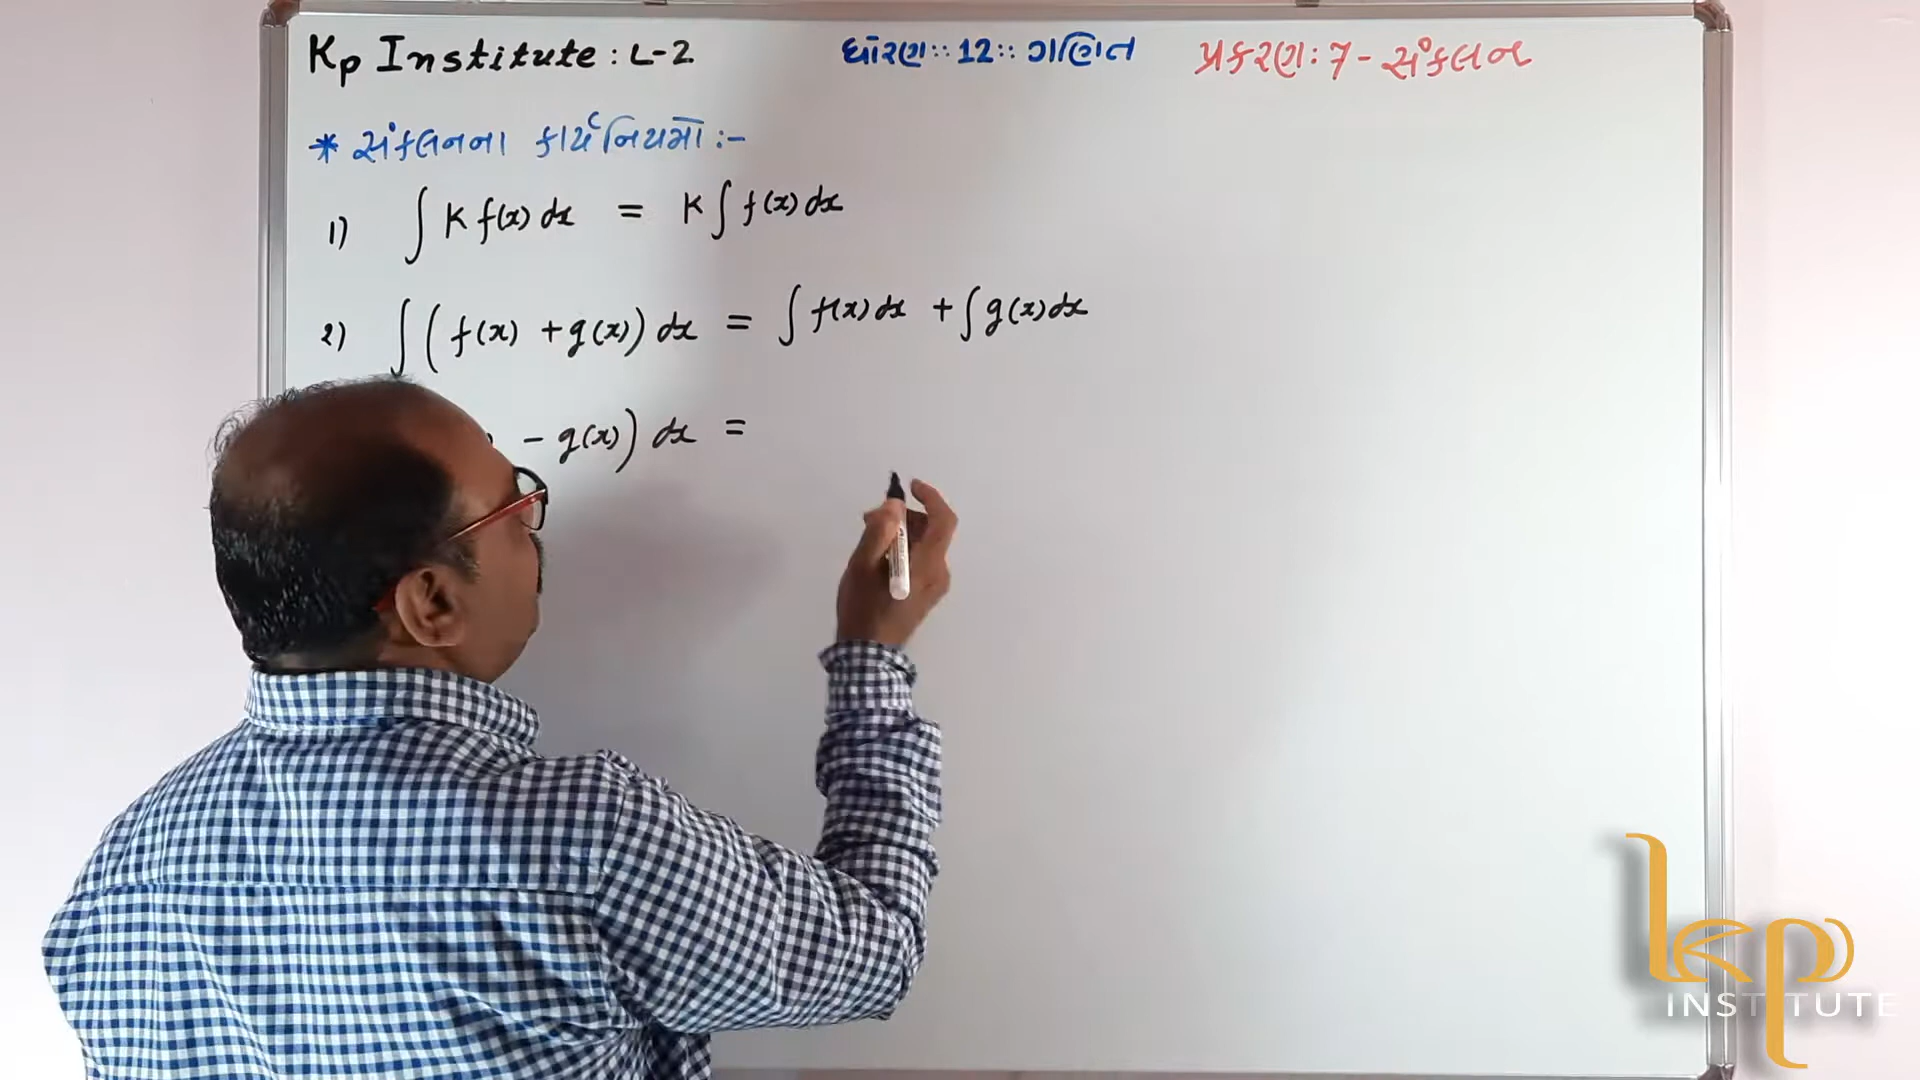 Kp Institute : L-2 ધોરણ :: 12 :: ગણિત પ્રકરણ : 7 - સંકલન
* સંકલનના કાર્યનિયમો :-
1) ∫ K f(x) dx = K ∫ f(x) dx
2) ∫ ( f(x) + g(x) ) dx = ∫ f(x) dx + ∫ g(x) dx
- g(x) ) dx =
kp
INSTITUTE